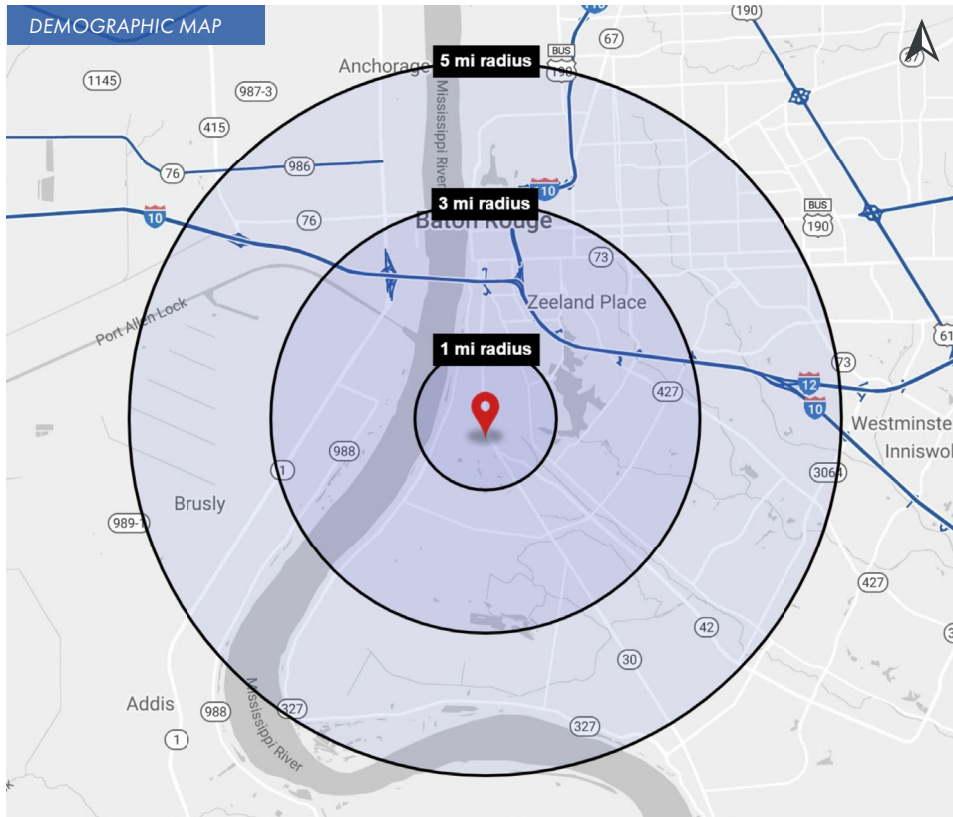 DEMOGRAPHIC MAP
190
67
BUS
190
5 mi radius
Anchorage
1145
987-3
415
Mississippi River
76
986
10
3 mi radius
BUS
190
10
76
Baton Rouge
73
Zeeland Place
Port Allen Lock
61
1 mi radius
73
12
427
10
Westminste
Inniswol
988
1
3064
Brusly
989-1
427
42
30
Addis
988
327
Mississippi River
327
1